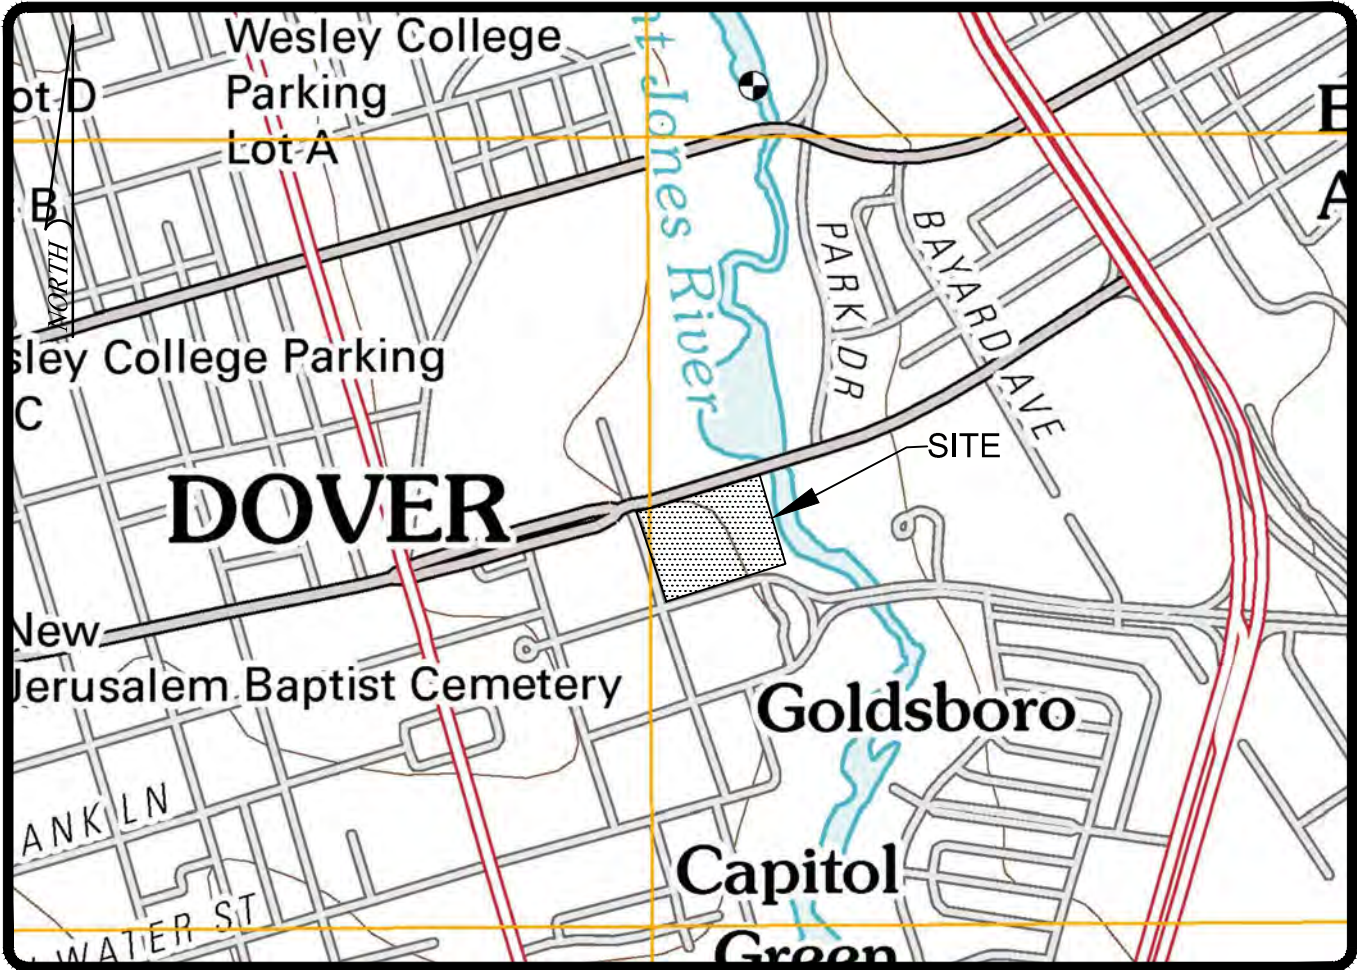 Wesley College
Parking
Lot A
ot D
B
NORTH
nt Jones River
E
A
PARK DR
BAYARD AVE
sley College Parking
C
SITE
DOVER
New
Jerusalem Baptist Cemetery
Goldsboro
ANK LN
Capitol
Green
WATER ST